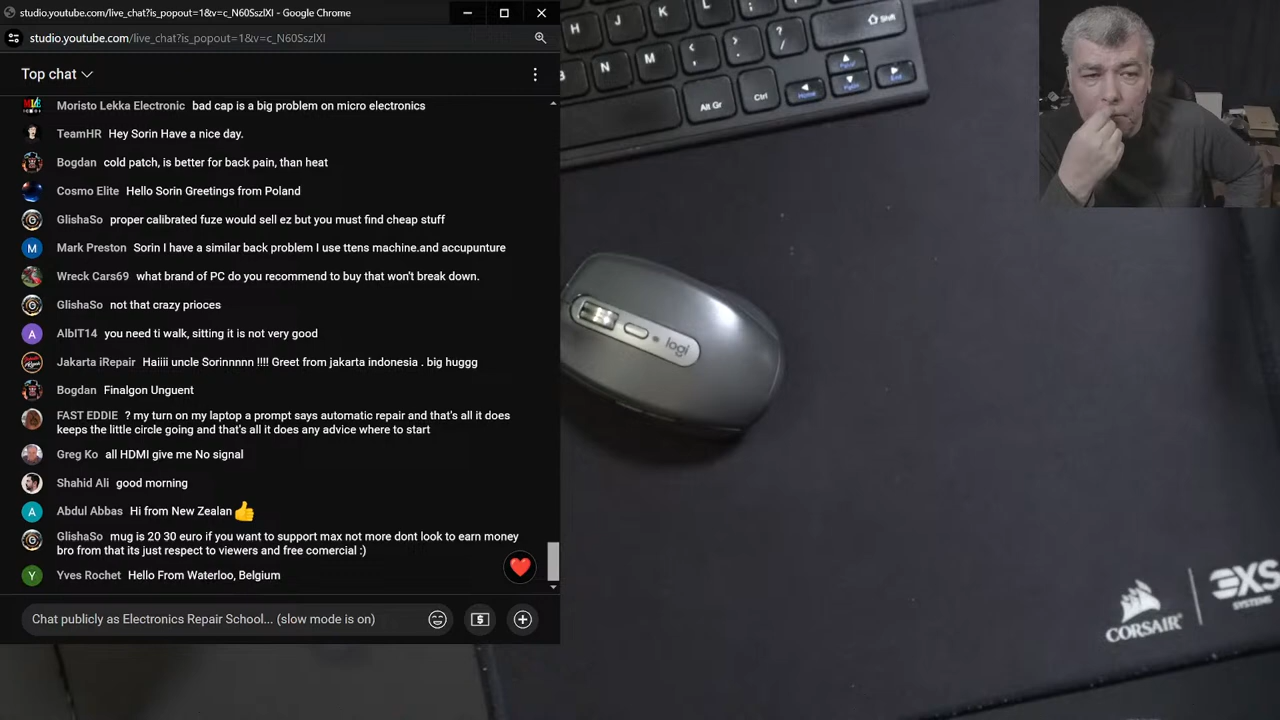 studio.youtube.com/live_chat?is_popout=1&v=c_N60SszlXI - Google Chrome
studio.youtube.com/live_chat?is_popout=1&v=c_N60SszlXI
Top chat
Moristo Lekka Electronic bad cap is a big problem on micro electronics
TeamHR Hey Sorin Have a nice day.
Bogdan cold patch, is better for back pain, than heat
Cosmo Elite Hello Sorin Greetings from Poland
GlishaSo proper calibrated fuze would sell ez but you must find cheap stuff
M Mark Preston Sorin I have a similar back problem I use ttens machine.and accupunture
Wreck Cars69 what brand of PC do you recommend to buy that won't break down.
GlishaSo not that crazy prioces
A AlbIT14 you need ti walk, sitting it is not very good
Jakarta iRepair Haiiii uncle Sorinnnnn !!!! Greet from jakarta indonesia . big huggg
Bogdan Finalgon Unguent
FAST EDDIE ? my turn on my laptop a prompt says automatic repair and that's all it does
keeps the little circle going and that's all it does any advice where to start
Greg Ko all HDMI give me No signal
Shahid Ali good morning
A Abdul Abbas Hi from New Zealan 👍
GlishaSo mug is 20 30 euro if you want to support max not more dont look to earn money
bro from that its just respect to viewers and free comercial :)
Y Yves Rochet Hello From Waterloo, Belgium
Chat publicly as Electronics Repair School... (slow mode is on)
H J K L : ; " '
Shift
B N M < , > . ? /
Alt Gr Ctrl Home PgUp PgDn End
logi
CORSAIR
3XS
SYSTEMS